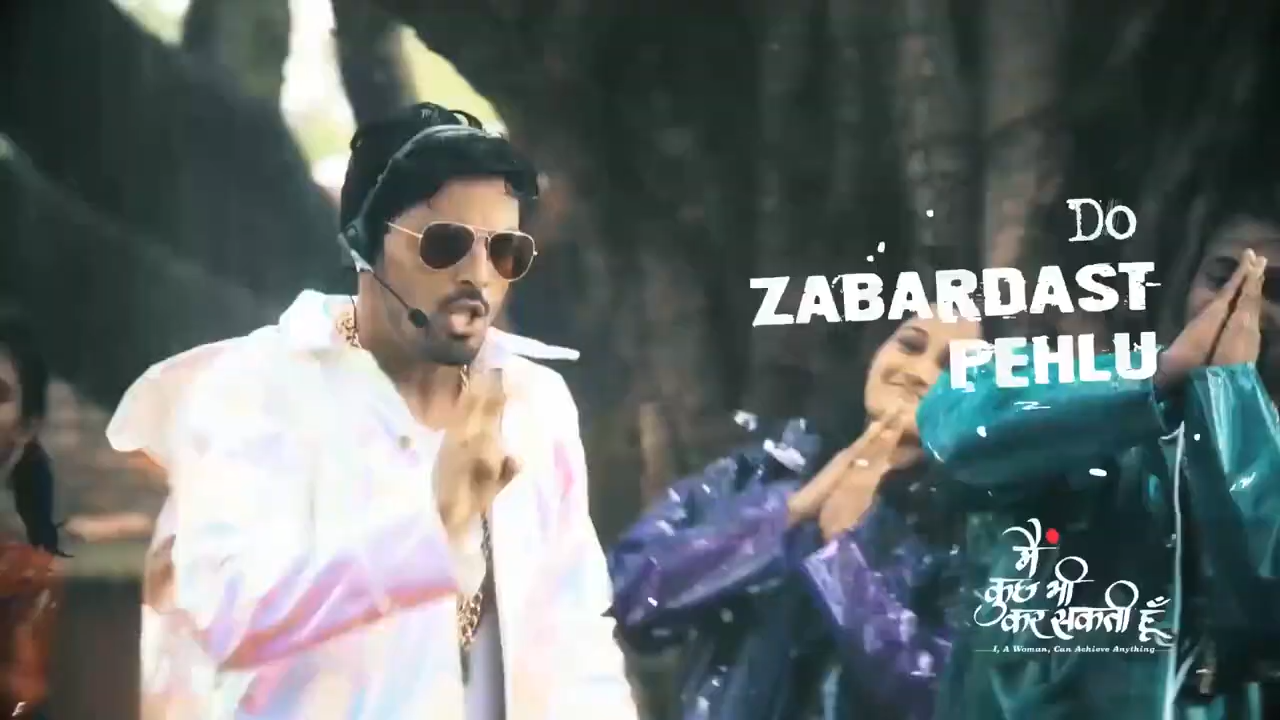 Do
ZABARDAST
PEHLU
मैं
कुछ भी
कर सकती हूँ
I, A Woman, Can Achieve Anything